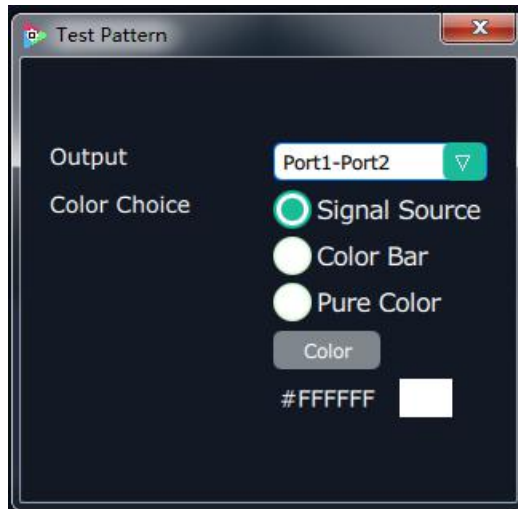 Test Pattern
x
Output
Port1-Port2
Color Choice
Signal Source
Color Bar
Pure Color
Color
#FFFFFF